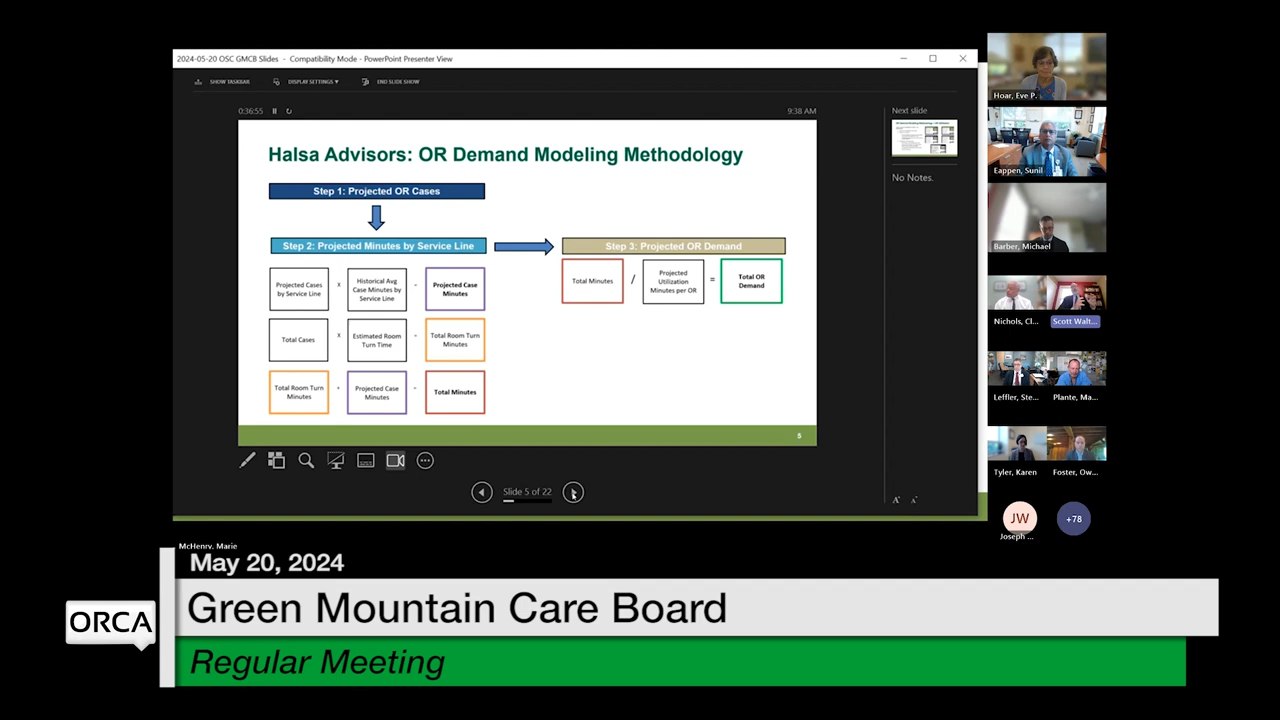 2024-05-20 OSC GMCB Slides - Compatibility Mode - PowerPoint Presenter View
SHOW TASKBAR
DISPLAY SETTINGS ▾
END SLIDE SHOW
0:36:55
9:38 AM
Halsa Advisors: OR Demand Modeling Methodology
Step 1: Projected OR Cases
Step 2: Projected Minutes by Service Line
Step 3: Projected OR Demand
Projected Cases
by Service Line
x
Historical Avg
Case Minutes by
Service Line
-
Projected Case
Minutes
Total Cases
x
Estimated Room
Turn Time
-
Total Room Turn
Minutes
Total Room Turn
Minutes
+
Projected Case
Minutes
-
Total Minutes
Total Minutes
/
Projected
Utilization
Minutes per OR
=
Total OR
Demand
5
Slide 5 of 22
Next slide
No Notes.
A
A
Hoar, Eve P.
Eappen, Sunil
Barber, Michael
Nichols, Cl...
Scott Walt...
Leffler, Ste...
Plante, Ma...
Tyler, Karen
Foster, Ow...
JW
Joseph ...
+78
McHenry, Marie
May 20, 2024
ORCA
Green Mountain Care Board
Regular Meeting